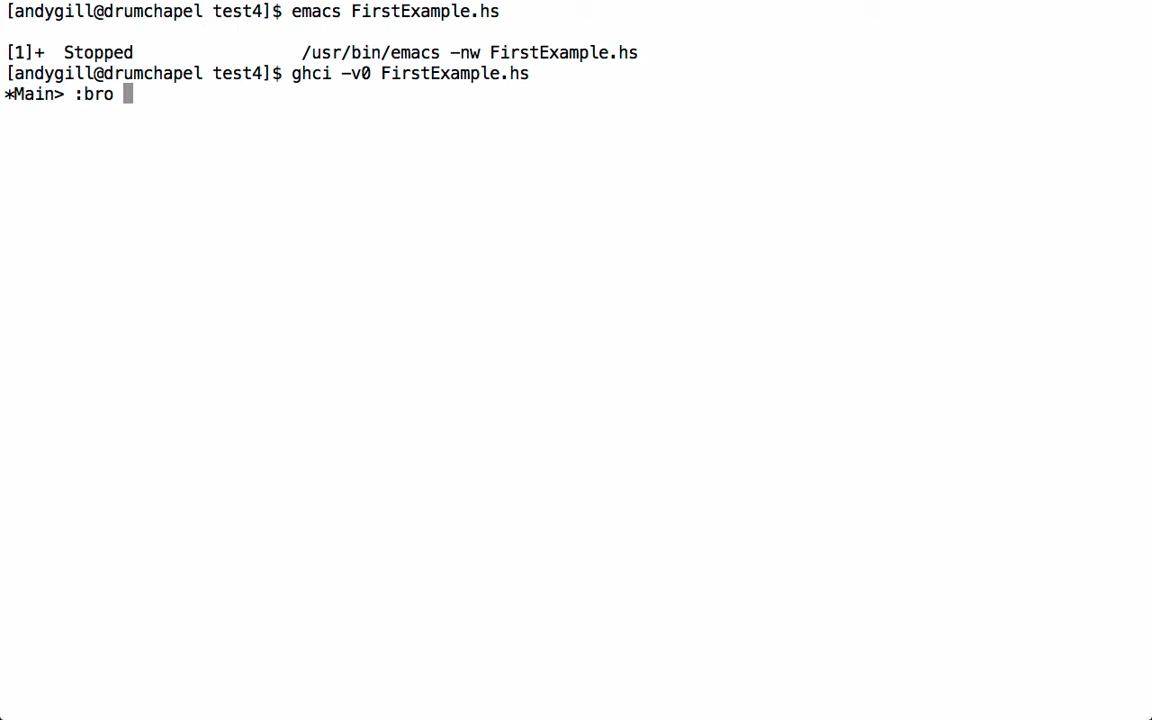 [andygill@drumchapel test4]$ emacs FirstExample.hs
[1]+  Stopped                 /usr/bin/emacs -nw FirstExample.hs
[andygill@drumchapel test4]$ ghci -v0 FirstExample.hs
*Main> :bro